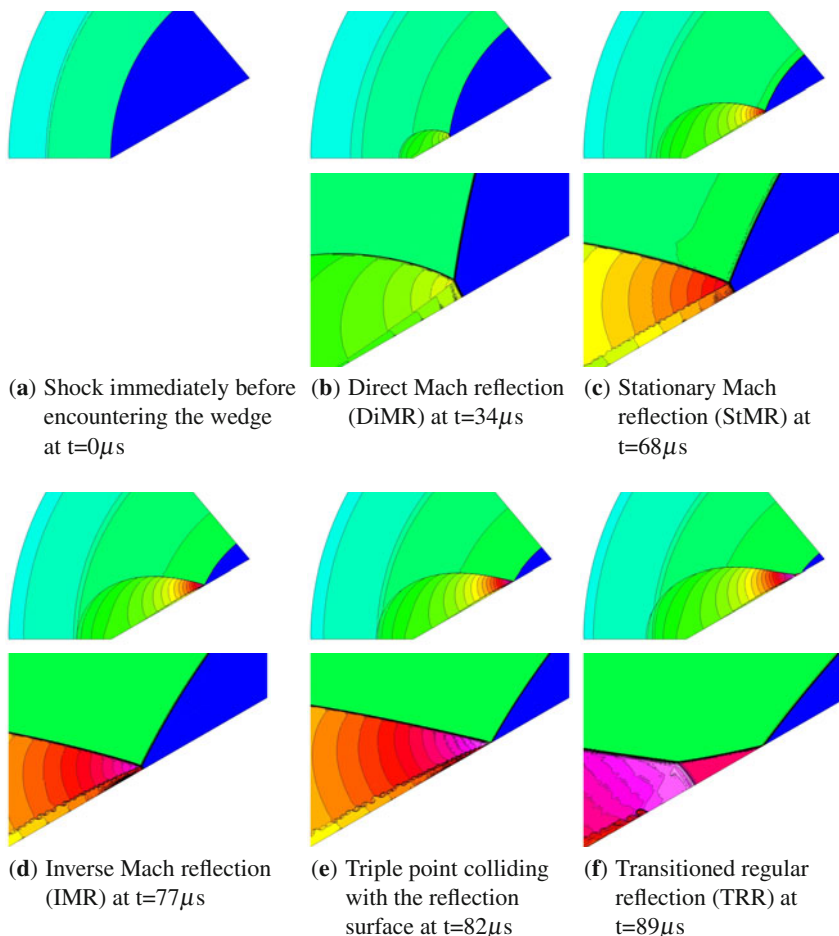 (a) Shock immediately before
encountering the wedge
at t=0μs
(b) Direct Mach reflection
(DiMR) at t=34μs
(c) Stationary Mach
reflection (StMR) at
t=68μs
(d) Inverse Mach reflection
(IMR) at t=77μs
(e) Triple point colliding
with the reflection
surface at t=82μs
(f) Transitioned regular
reflection (TRR) at
t=89μs